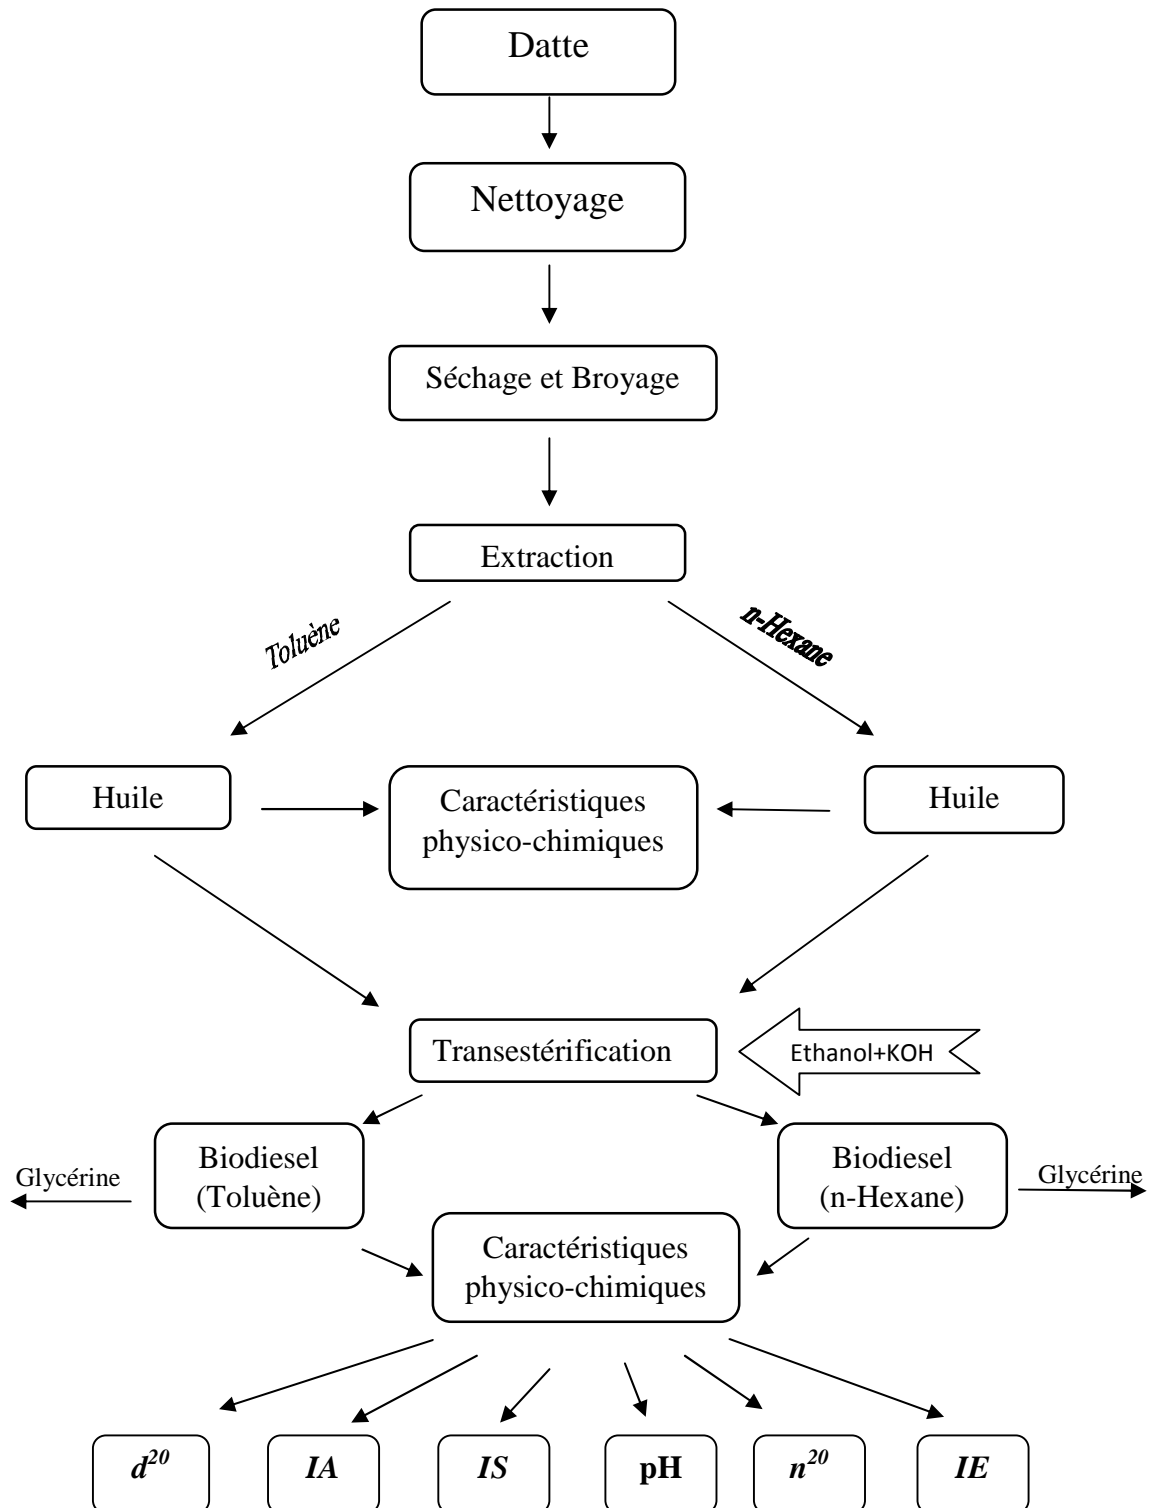 Datte
Nettoyage
Séchage et Broyage
Extraction
Toluène
n-Hexane
Huile
Caractéristiques
physico-chimiques
Huile
Transestérification
Ethanol+KOH
Glycérine
Biodiesel
(Toluène)
Biodiesel
(n-Hexane)
Glycérine
Caractéristiques
physico-chimiques
d²⁰
IA
IS
pH
n²⁰
IE